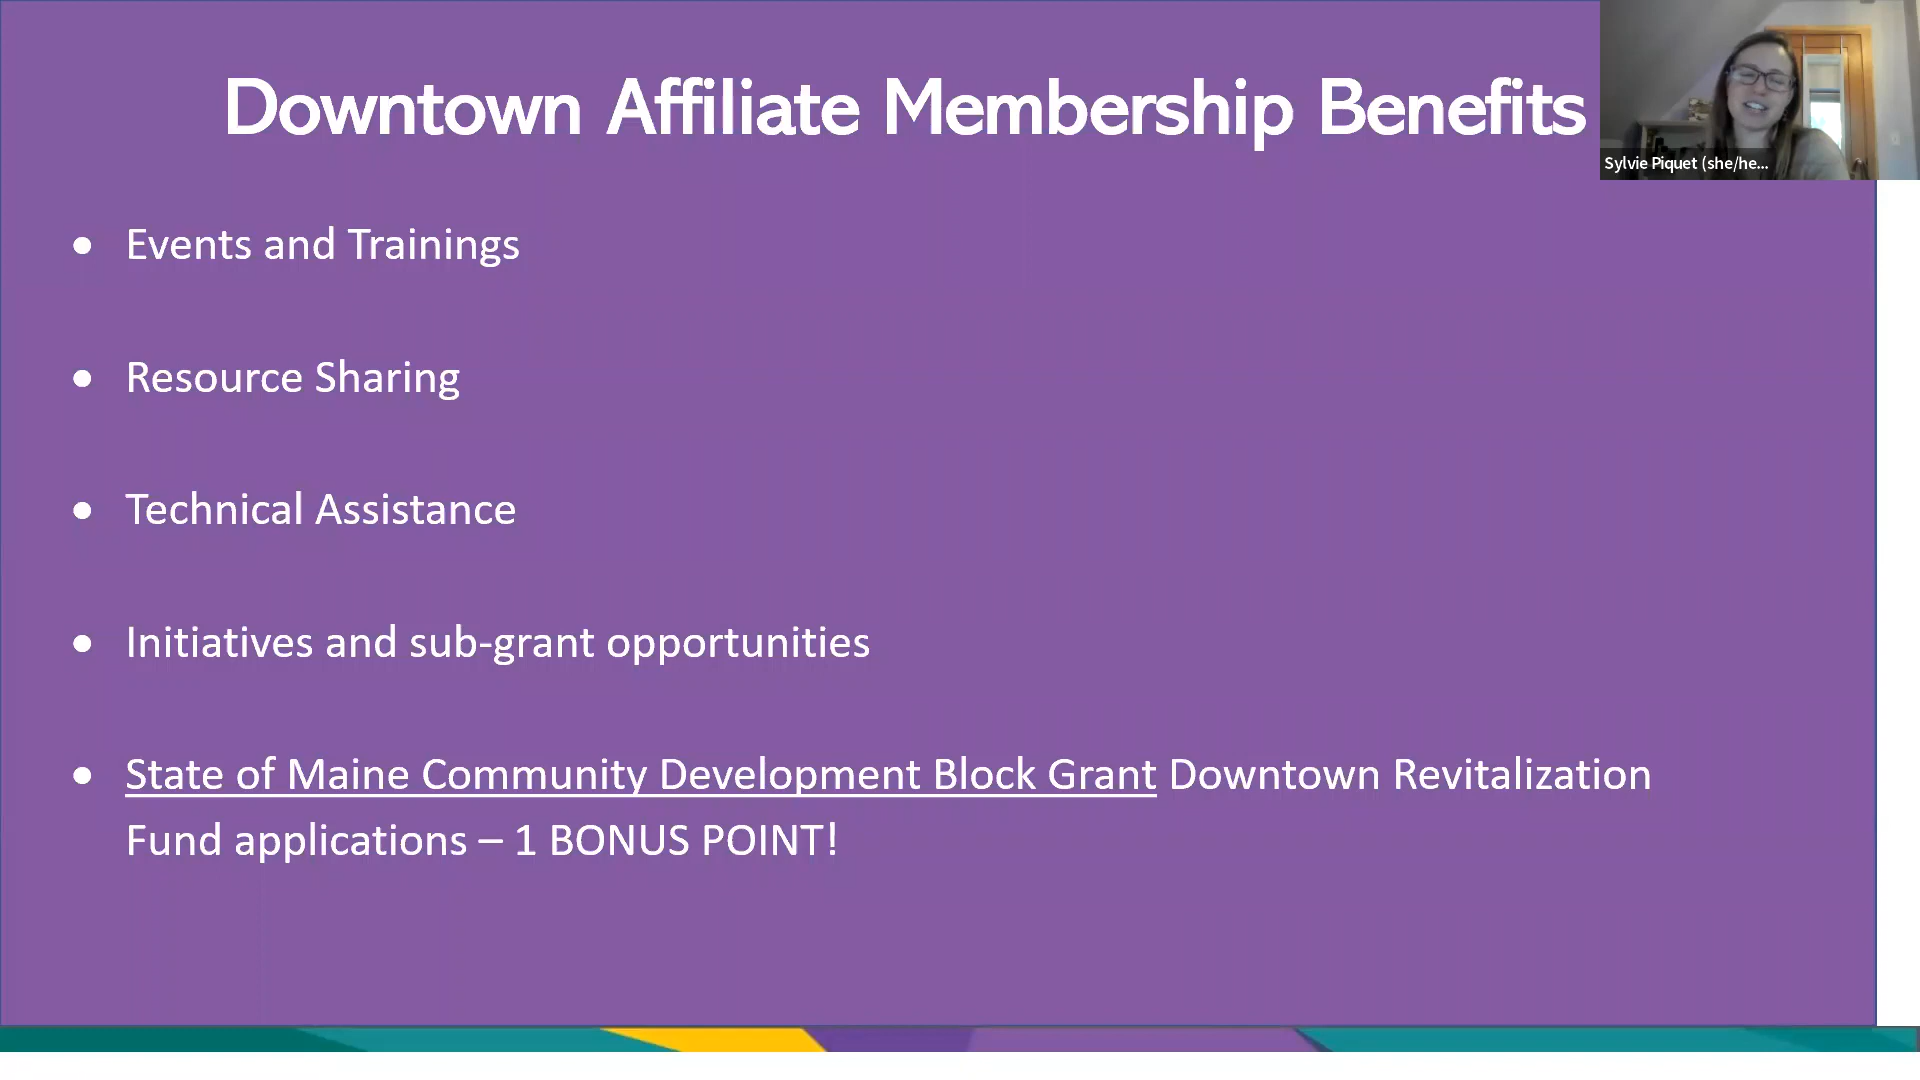 Downtown Affiliate Membership Benefits
Sylvie Piquet (she/he...
● Events and Trainings
● Resource Sharing
● Technical Assistance
● Initiatives and sub-grant opportunities
● State of Maine Community Development Block Grant Downtown Revitalization
Fund applications – 1 BONUS POINT!